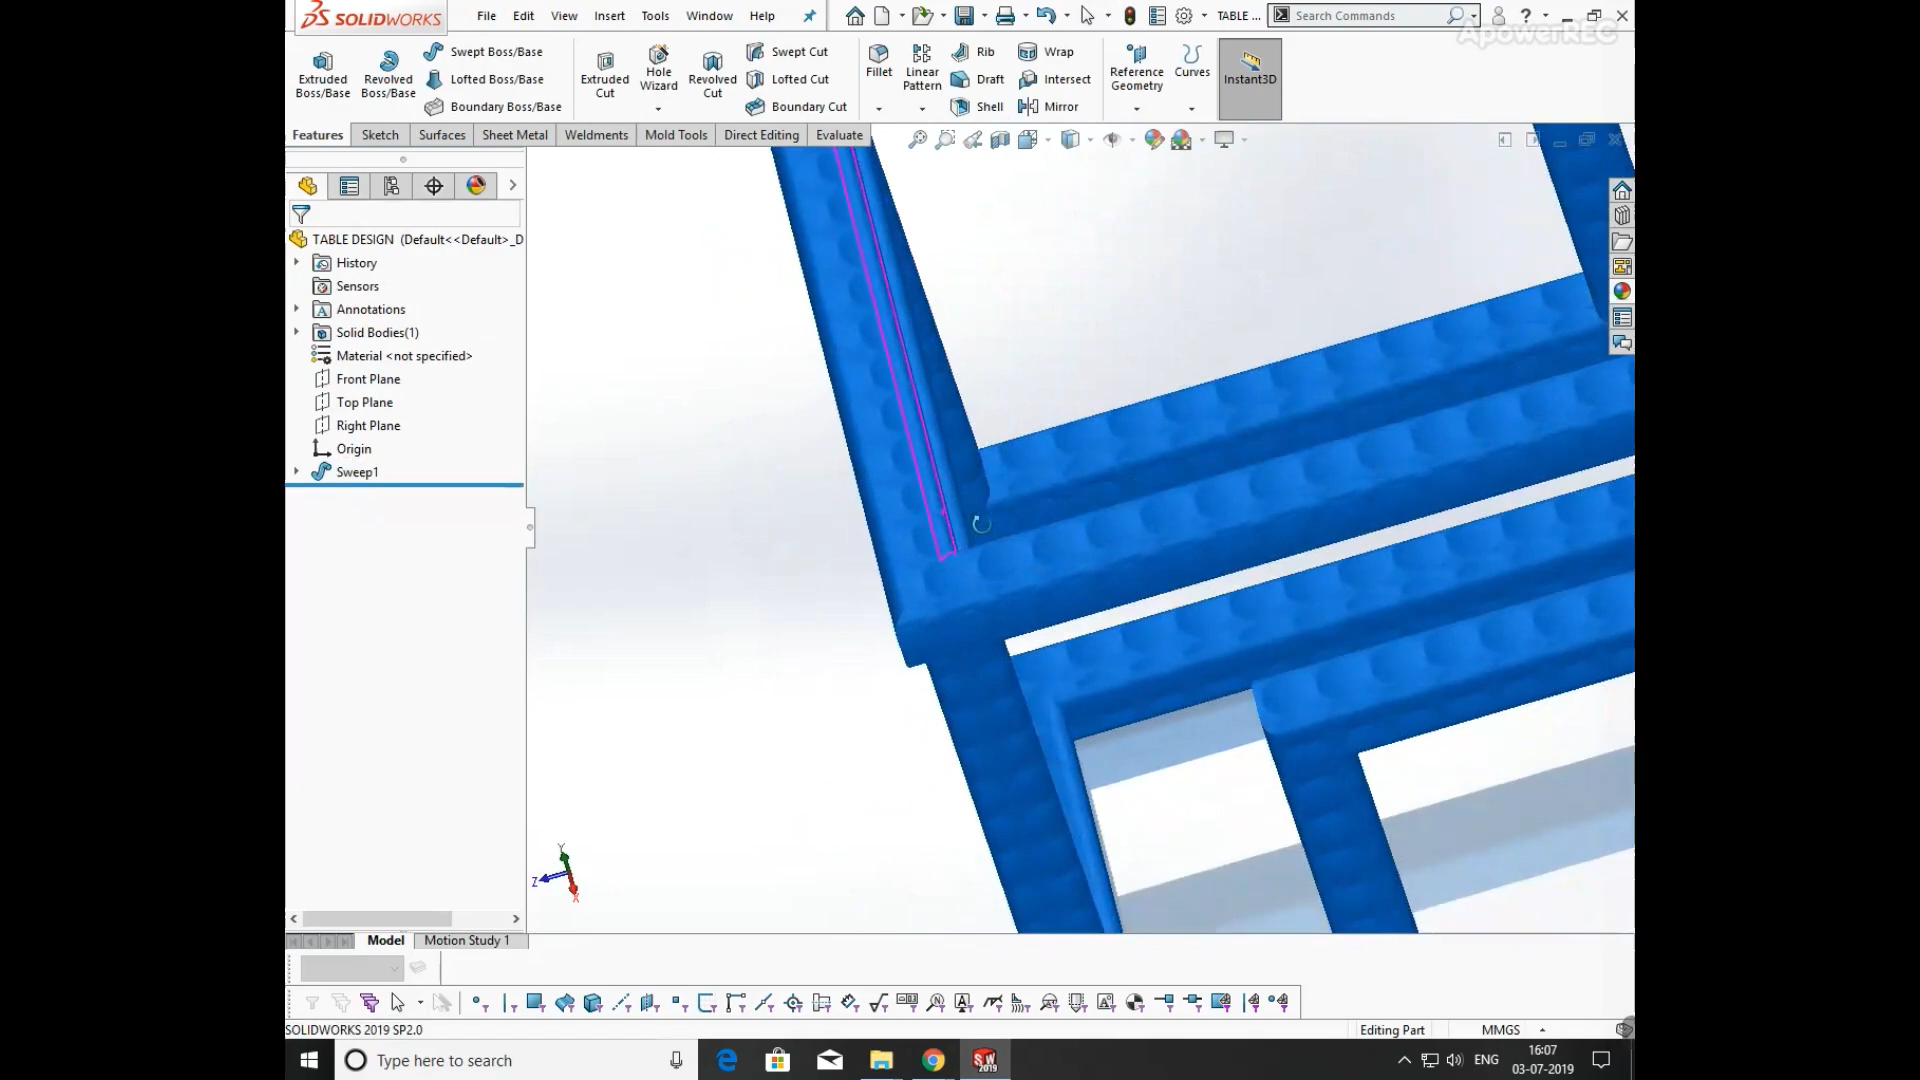 SOLIDWORKS File Edit View Insert Tools Window Help TABLE ... Search Commands ?
ApowerREC
Extruded Boss/Base
Revolved Boss/Base
Swept Boss/Base
Lofted Boss/Base
Boundary Boss/Base
Extruded Cut
Hole Wizard
Revolved Cut
Swept Cut
Lofted Cut
Boundary Cut
Fillet
Linear Pattern
Rib
Draft
Shell
Wrap
Intersect
Mirror
Reference Geometry
Curves
Instant3D
Features Sketch Surfaces Sheet Metal Weldments Mold Tools Direct Editing Evaluate
TABLE DESIGN (Default<<Default>_D
History
Sensors
Annotations
Solid Bodies(1)
Material <not specified>
Front Plane
Top Plane
Right Plane
Origin
Sweep1
Y
Z
X
Model Motion Study 1
SOLIDWORKS 2019 SP2.0 Editing Part MMGS
Type here to search SW 2019 ENG 16:07
03-07-2019